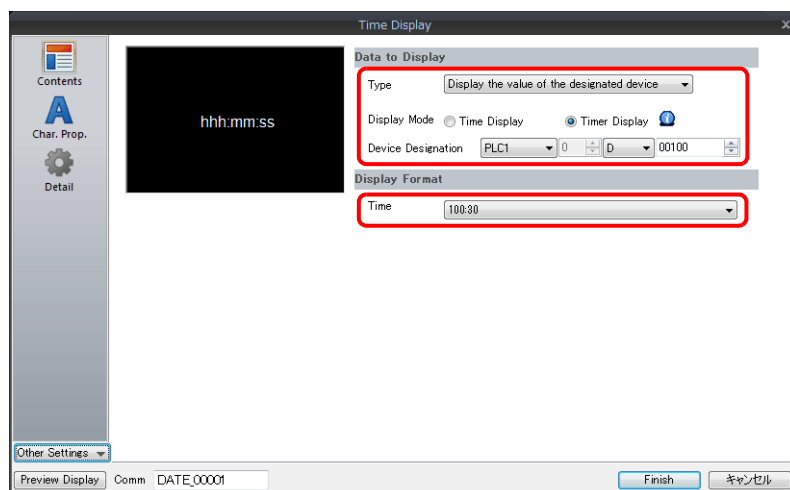 Time Display
x
Contents
Char. Prop.
Detail
hhh:mm:ss
Data to Display
Type Display the value of the designated device
Display Mode Time Display Timer Display
Device Designation PLC1 0 D 00100
Display Format
Time 100:30
Other Settings
Preview Display Comm DATE_00001 Finish キャンセル